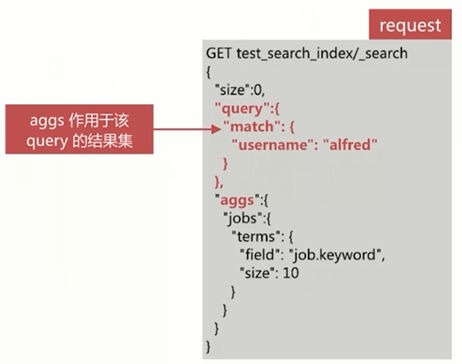 request
GET test_search_index/_search
{
"size":0,
"query":{
"match": {
"username": "alfred"
}
},
"aggs":{
"jobs":{
"terms": {
"field": "job.keyword",
"size": 10
}
}
}
}
aggs 作用于该
query 的结果集